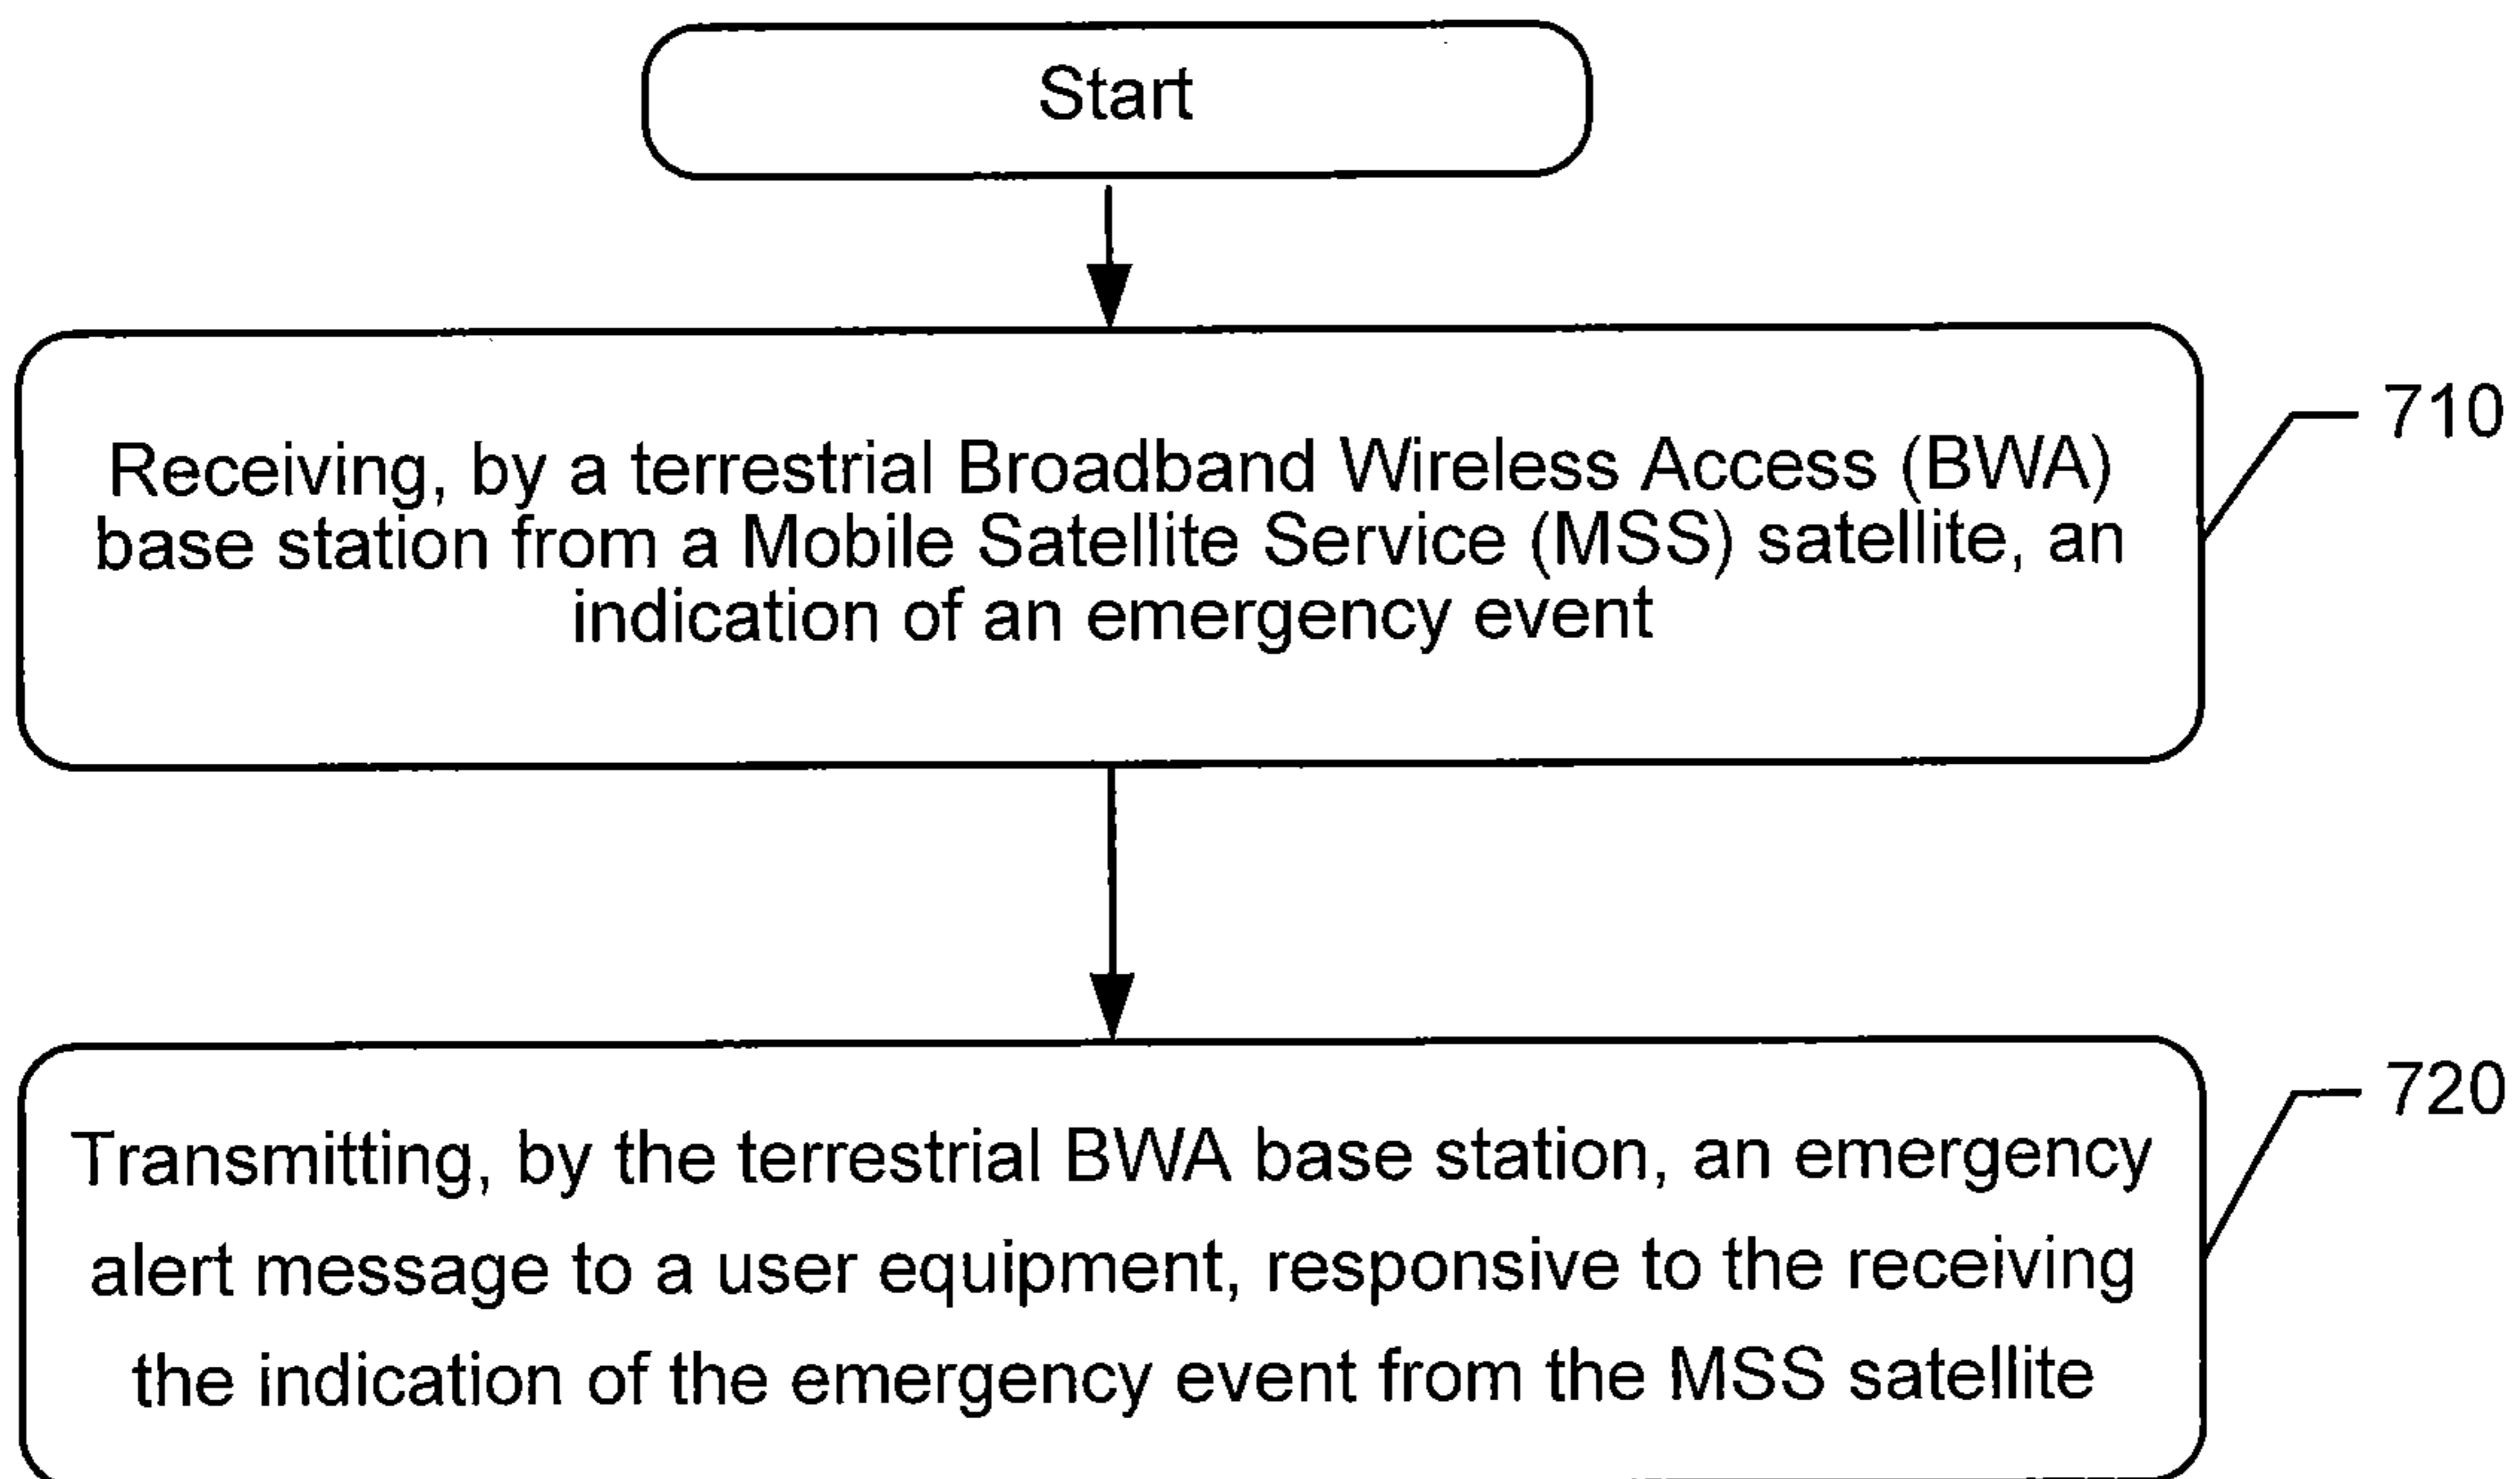 Start
710
Receiving, by a terrestrial Broadband Wireless Access (BWA)
base station from a Mobile Satellite Service (MSS) satellite, an
indication of an emergency event
720
Transmitting, by the terrestrial BWA base station, an emergency
alert message to a user equipment, responsive to the receiving
the indication of the emergency event from the MSS satellite